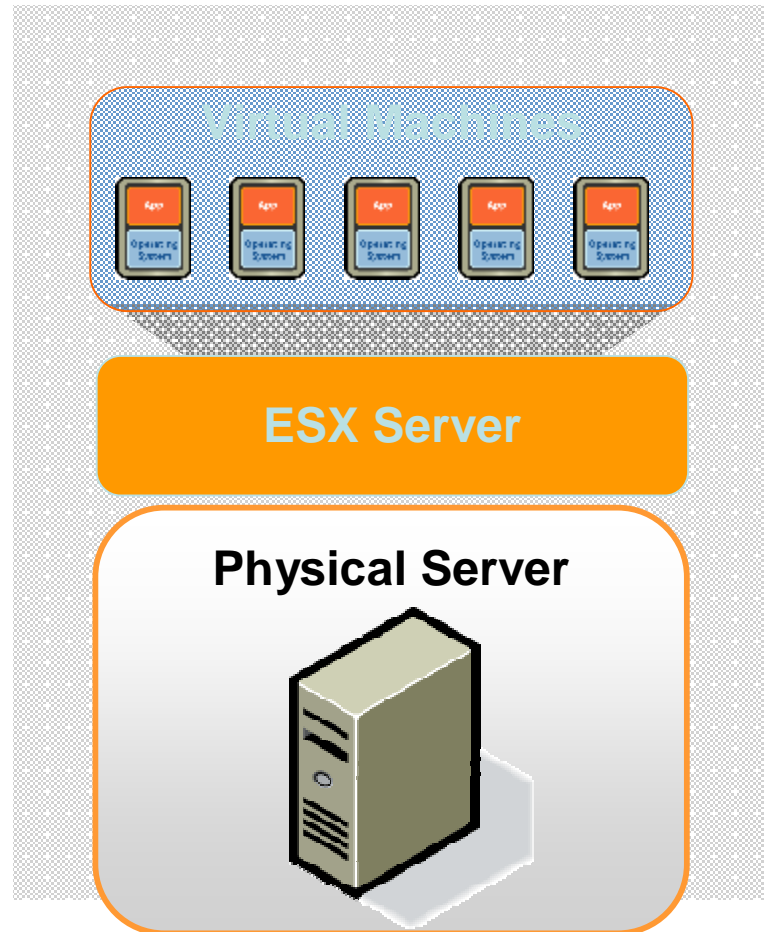 Virtual Machines
App App App App App
Operating Operating Operating Operating Operating
System System System System System
ESX Server
Physical Server